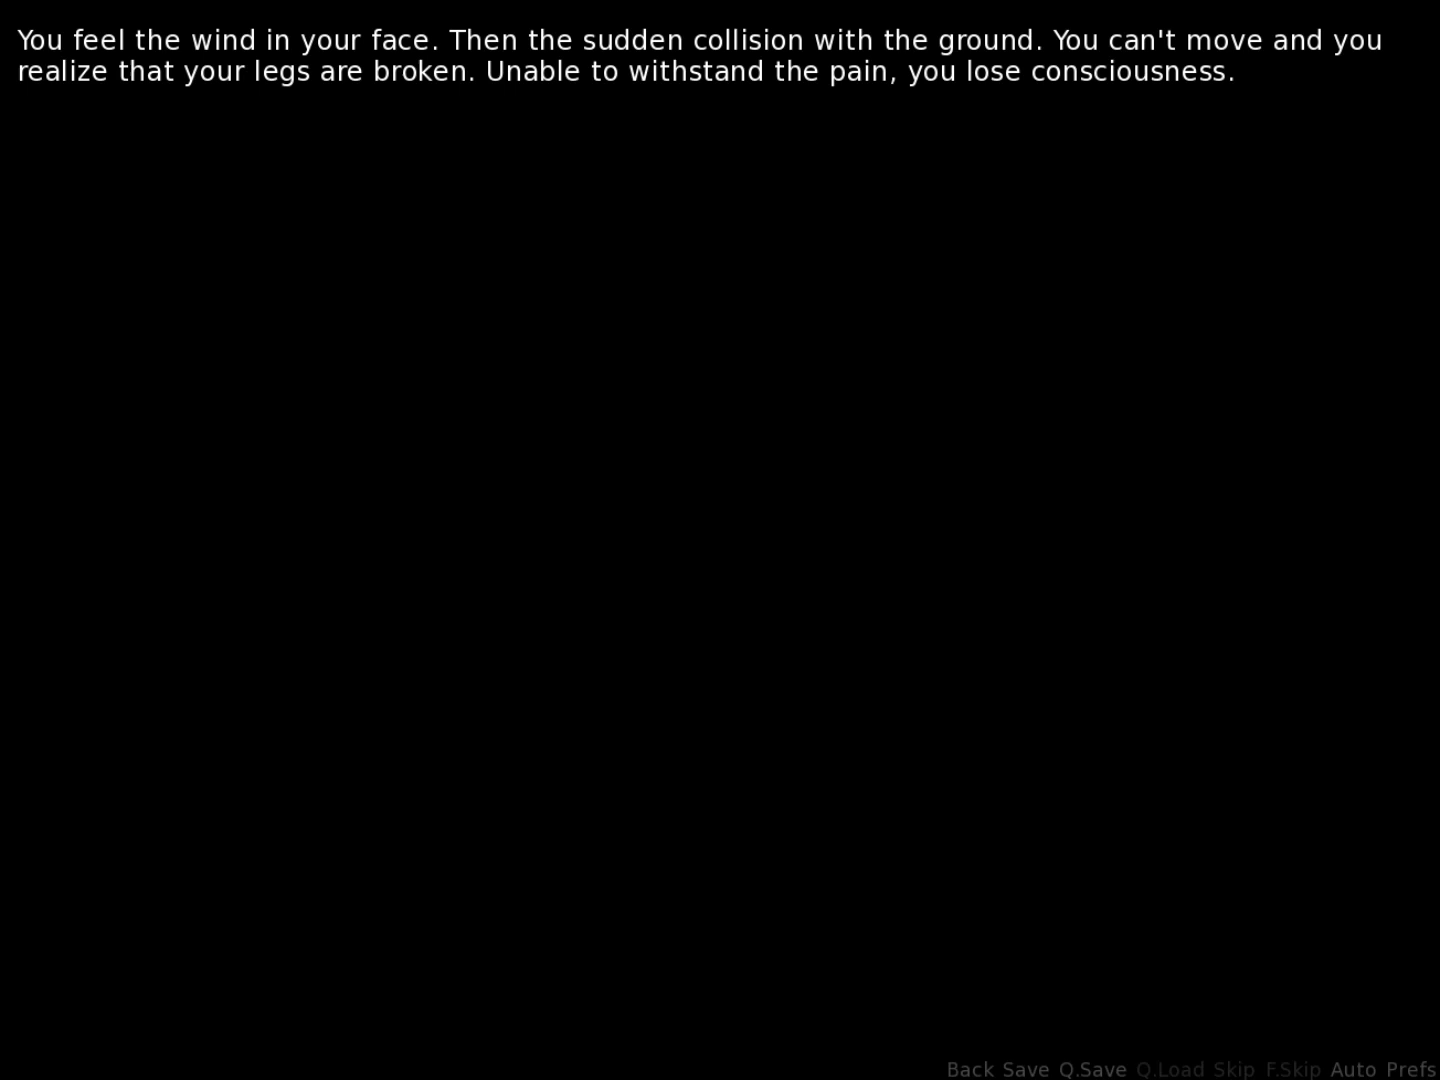 You feel the wind in your face. Then the sudden collision with the ground. You can't move and you
realize that your legs are broken. Unable to withstand the pain, you lose consciousness.
Back Save Q.Save Q.Load Skip F.Skip Auto Prefs